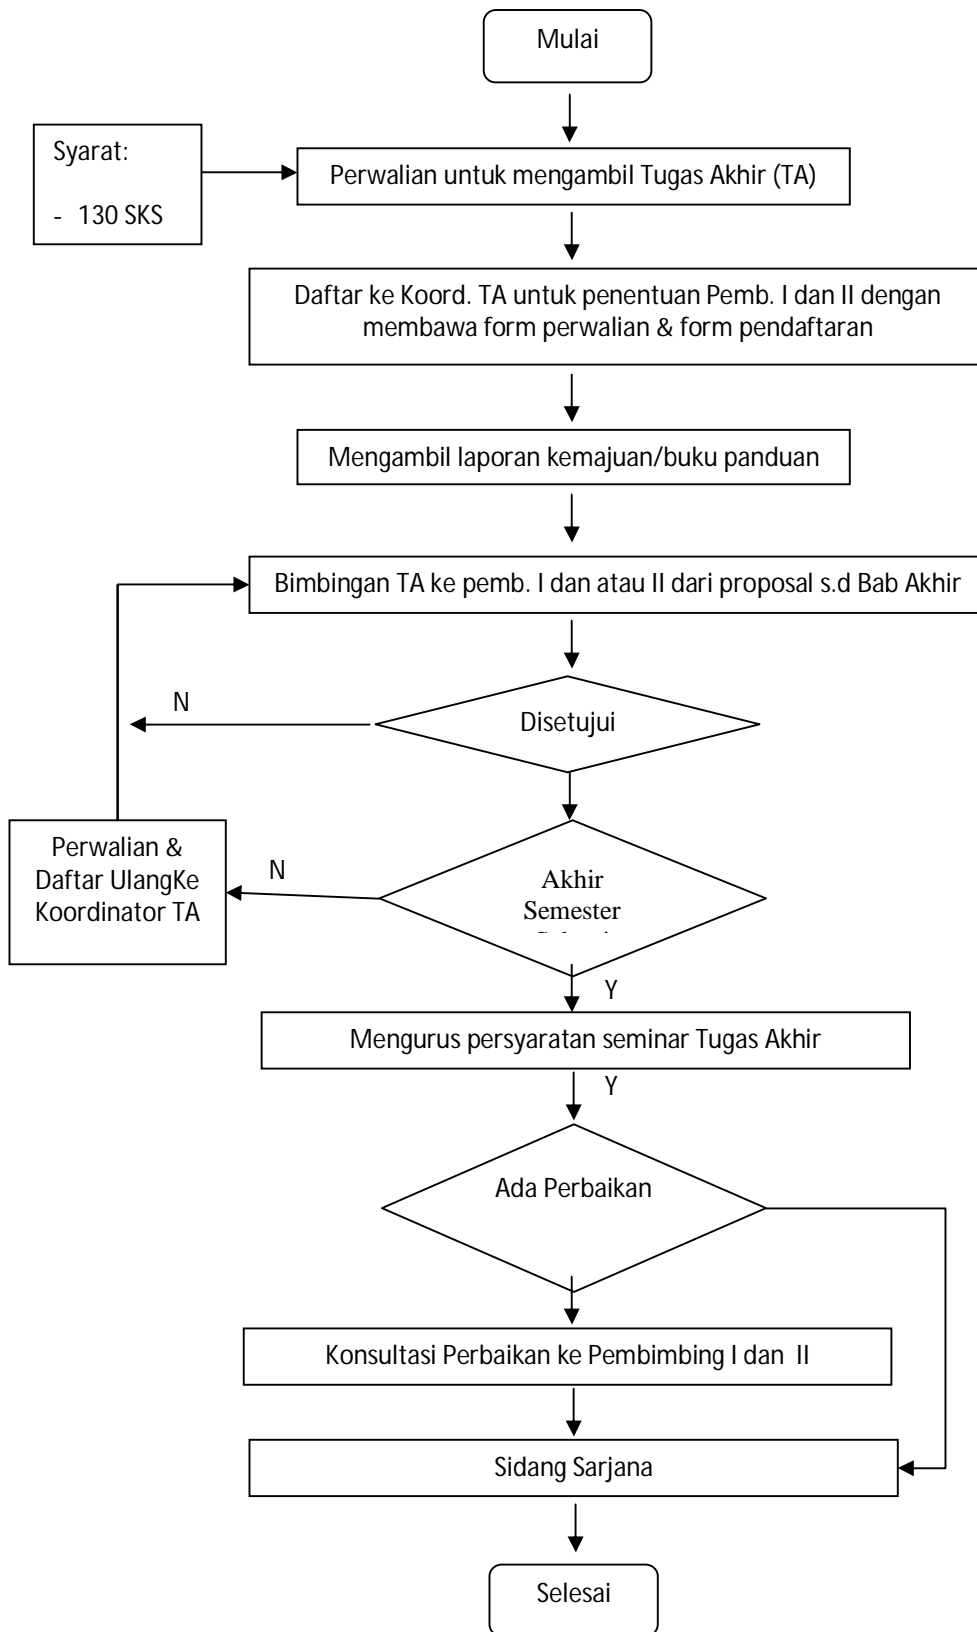 Mulai
Syarat:
- 130 SKS
Perwalian untuk mengambil Tugas Akhir (TA)
Daftar ke Koord. TA untuk penentuan Pemb. I dan II dengan
membawa form perwalian & form pendaftaran
Mengambil laporan kemajuan/buku panduan
Bimbingan TA ke pemb. I dan atau II dari proposal s.d Bab Akhir
N
Disetujui
Perwalian &
Daftar UlangKe
Koordinator TA
N
Akhir
Semester
Y
Mengurus persyaratan seminar Tugas Akhir
Y
Ada Perbaikan
Konsultasi Perbaikan ke Pembimbing I dan II
Sidang Sarjana
Selesai